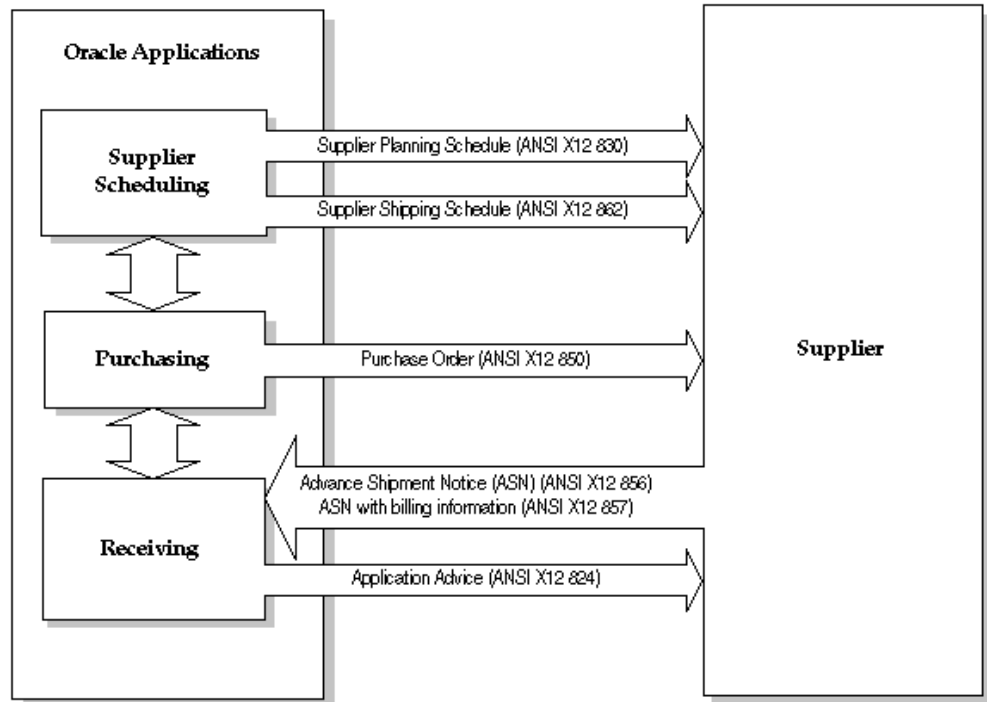 Oracle Applications
Supplier
Scheduling
Supplier Planning Schedule (ANSI X12 830)
Supplier Shipping Schedule (ANSI X12 862)
Purchasing
Purchase Order (ANSI X12 850)
Supplier
Advance Shipment Notice (ASN) (ANSI X12 856)
ASN with billing information (ANSI X12 857)
Receiving
Application Advice (ANSI X12 824)